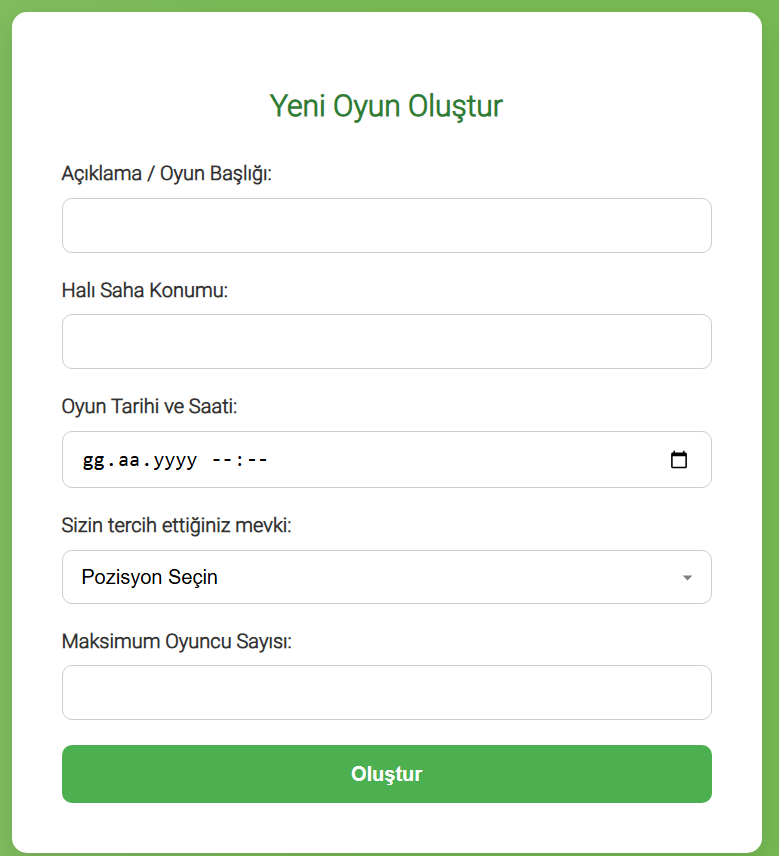 Yeni Oyun Oluştur
Açıklama / Oyun Başlığı:
Halı Saha Konumu:
Oyun Tarihi ve Saati:
gg.aa.yyyy --:--
Sizin tercih ettiğiniz mevki:
Pozisyon Seçin
Maksimum Oyuncu Sayısı:
Oluştur